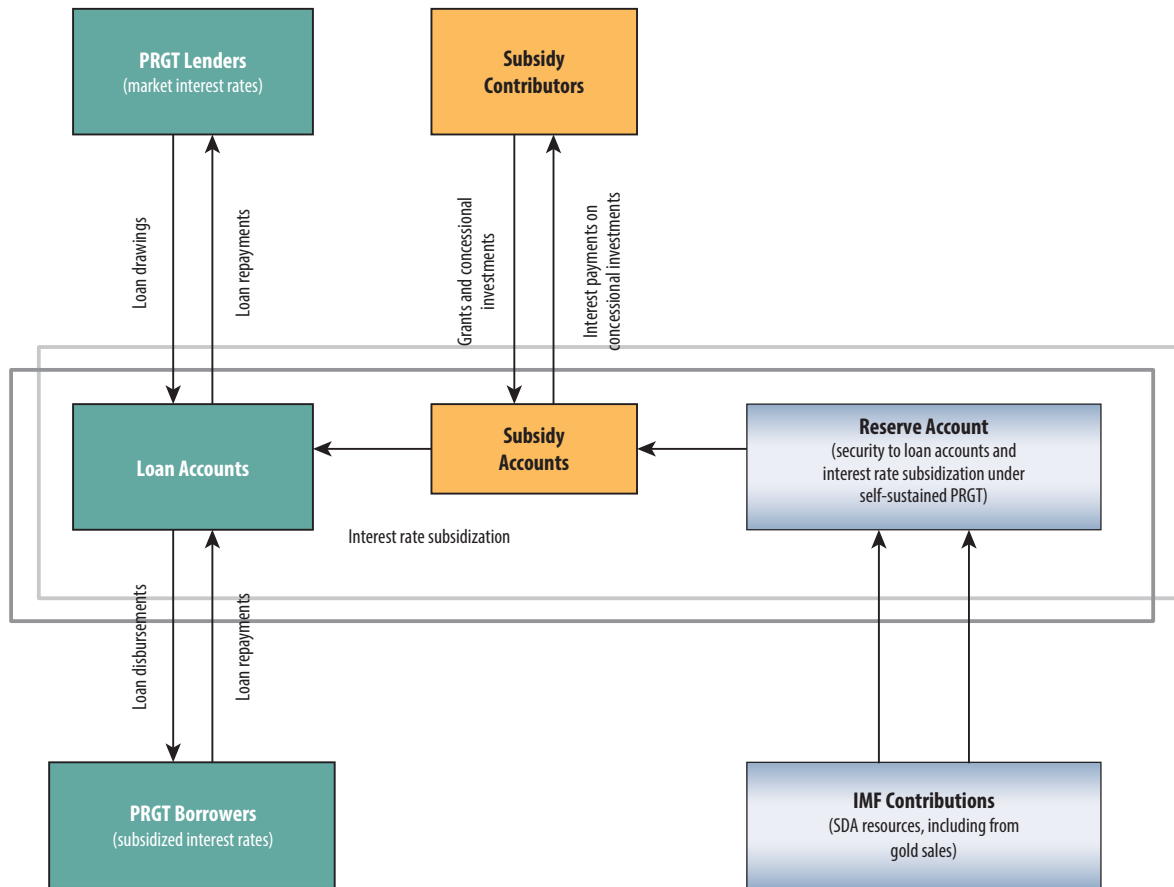 PRGT Lenders
(market interest rates)
Subsidy
Contributors
Loan drawings
Loan repayments
Grants and concessional
investments
Interest payments on
concessional investments
Loan Accounts
Subsidy
Accounts
Reserve Account
(security to loan accounts and
interest rate subsidization under
self-sustained PRGT)
Interest rate subsidization
Loan disbursements
Loan repayments
PRGT Borrowers
(subsidized interest rates)
IMF Contributions
(SDA resources, including from
gold sales)